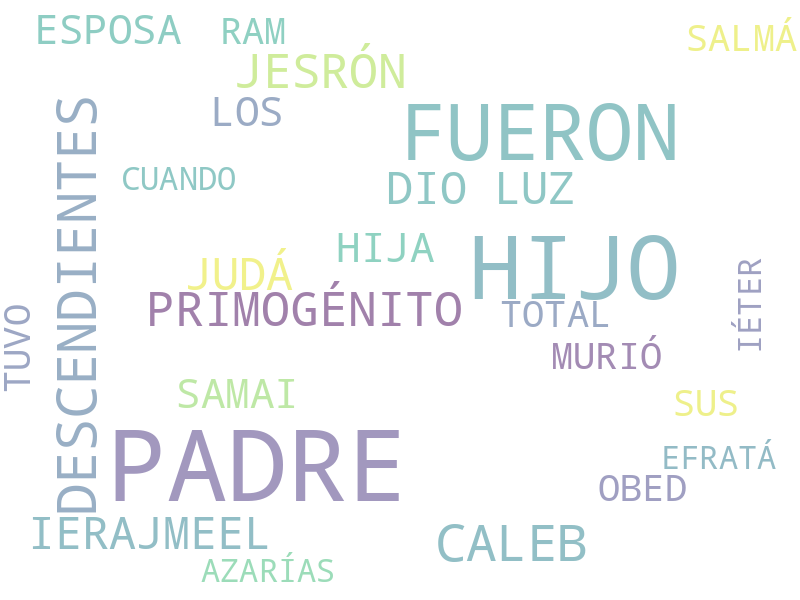 ESPOSA
RAM
SALMÁ
JESRÓN
LOS
FUERON
DESCENDIENTES
CUANDO
DIO LUZ
HIJA
HIJO
JUDÁ
PRIMOGÉNITO
TOTAL
IÉTER
TUVO
MURIÓ
SAMAI
SUS
PADRE
EFRATÁ
OBED
IERAJMEEL
CALEB
AZARÍAS